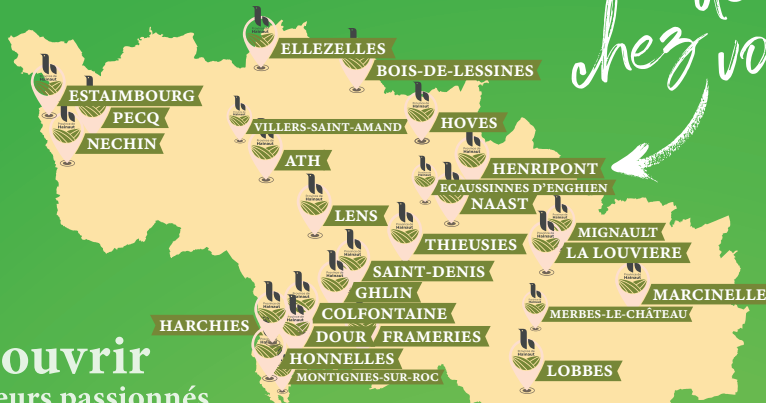 chez vo
ELLEZELLES
BOIS-DE-LESSINES
ESTAIMBOURG
PECQ
NECHIN
VILLERS-SAINT-AMAND
HOVES
ATH
HENRIPONT
ECAUSSINNES D'ENGHIEN
NAAST
LENS
MIGNAULT
THIEUSIES
LA LOUVIERE
SAINT-DENIS
GHLIN
MARCINELLE
COLFONTAINE
MERBES-LE-CHÂTEAU
HARCHIES
DOUR
FRAMERIES
HONNELLES
LOBBES
MONTIGNIES-SUR-ROC
ouvrir
eurs passionnés